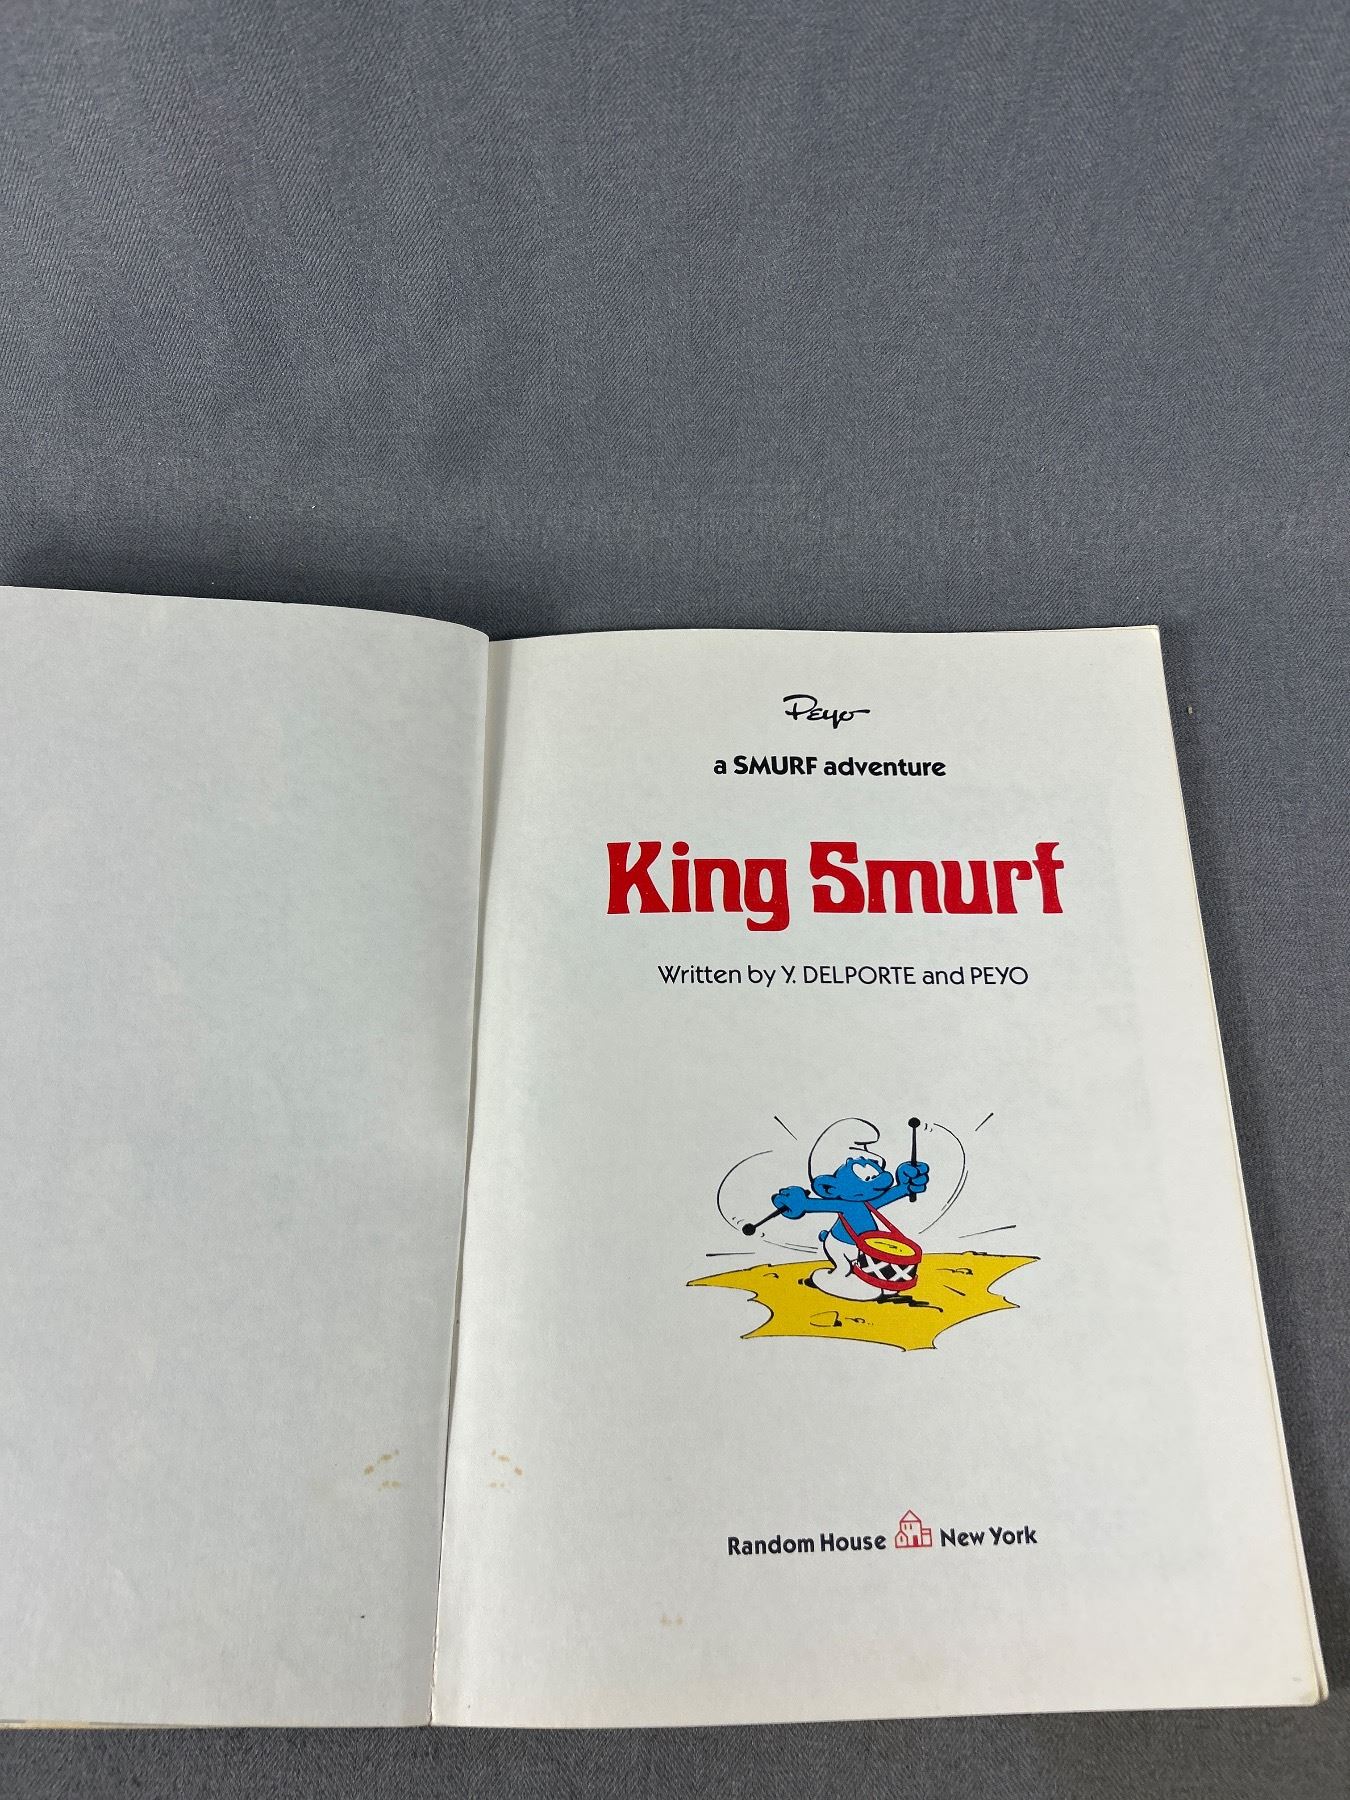 Peyo
a SMURF adventure
King Smurf
Written by Y. DELPORTE and PEYO
Random House New York